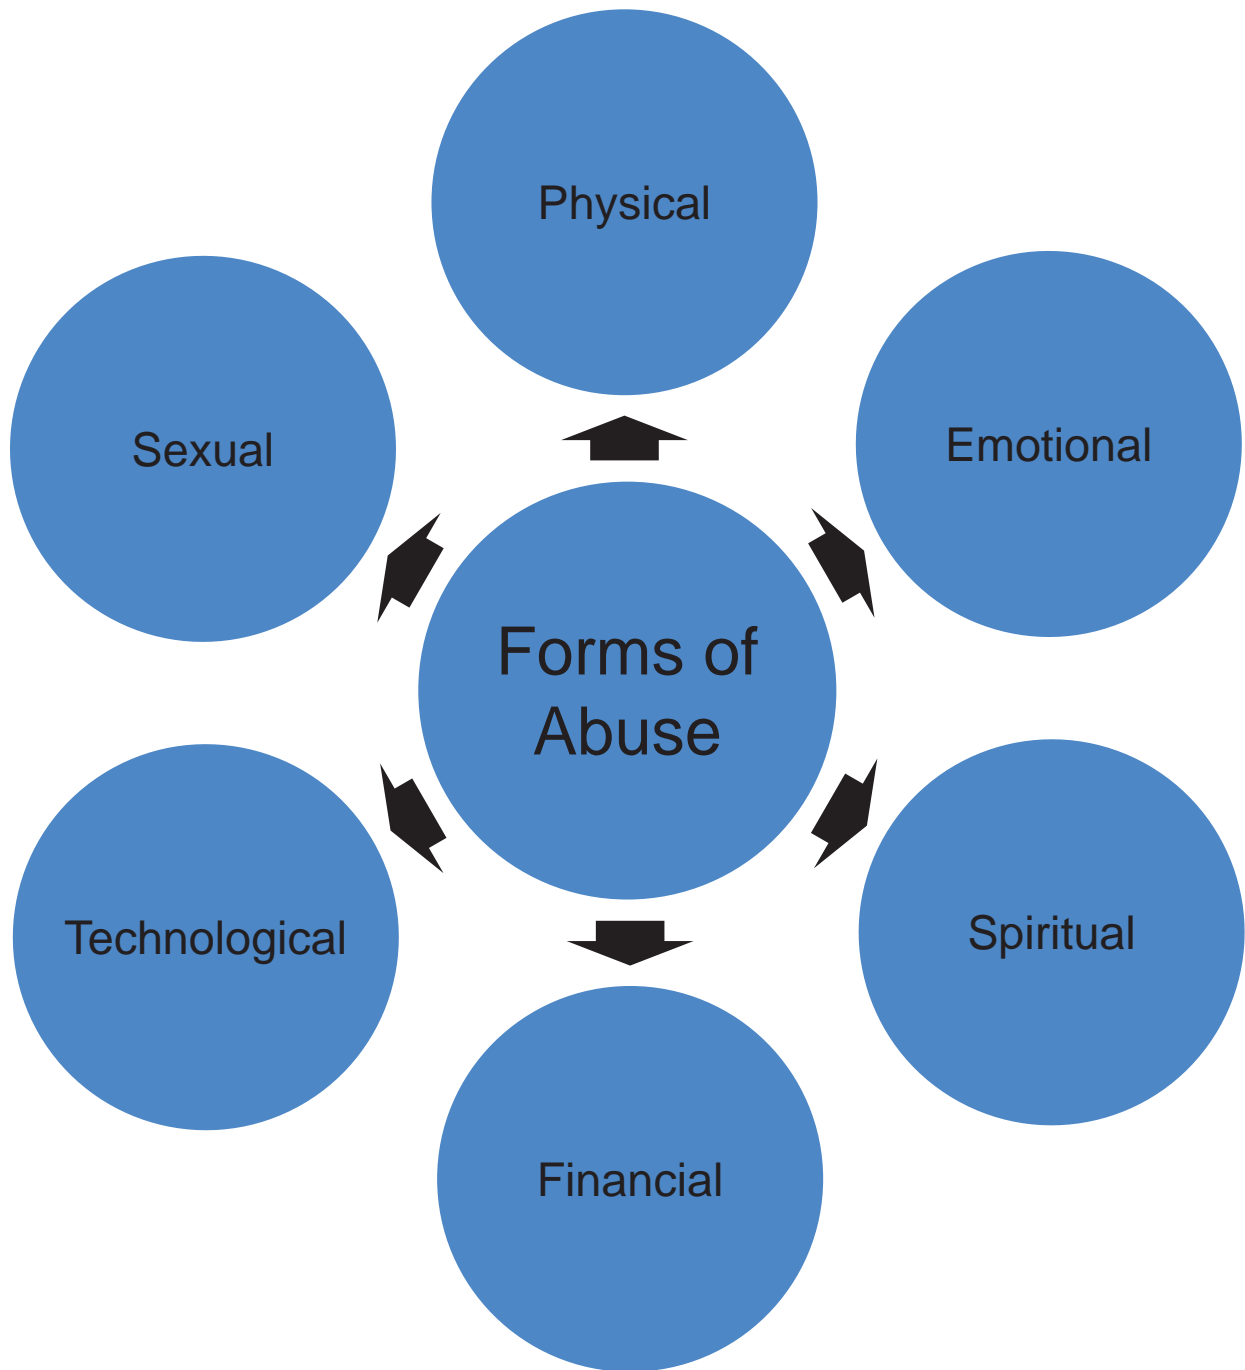 Physical
Emotional
Spiritual
Financial
Technological
Sexual
Forms of
Abuse